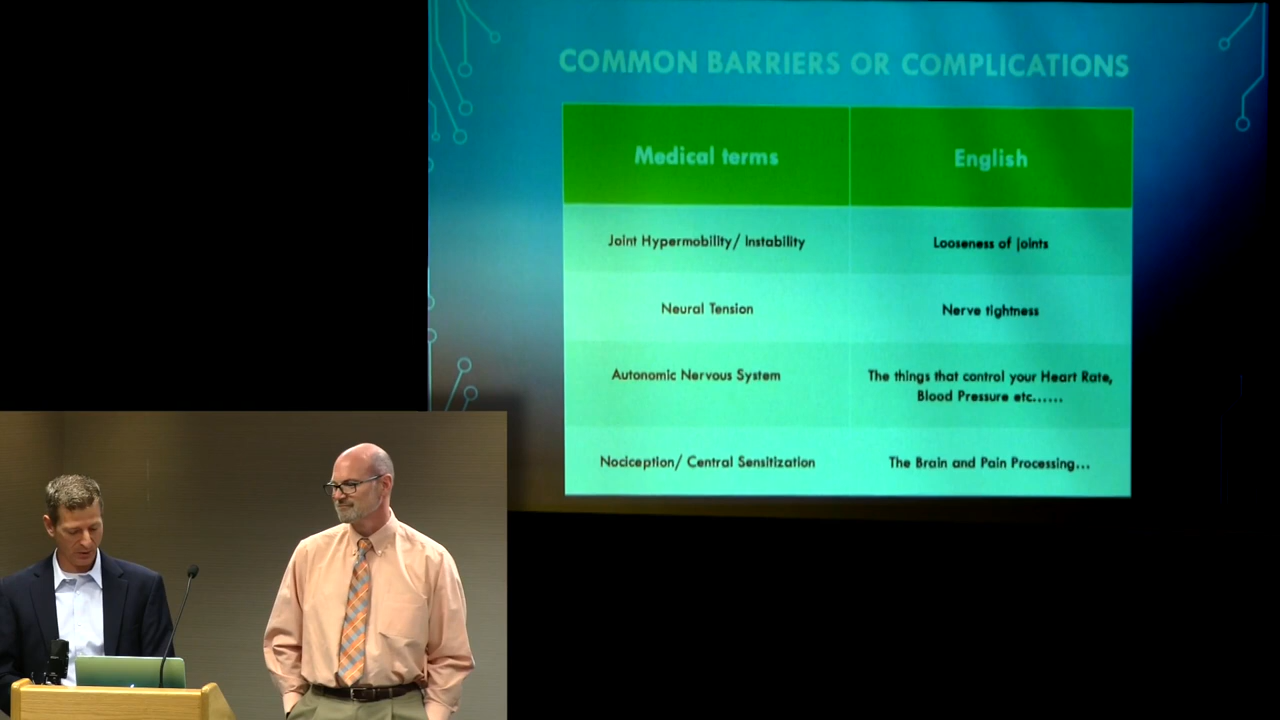 COMMON BARRIERS OR COMPLICATIONS
Medical terms
English
Joint Hypermobility/ Instability
Looseness of joints
Neural Tension
Nerve tightness
Autonomic Nervous System
The things that control your Heart Rate,
Blood Pressure etc......
Nociception/ Central Sensitization
The Brain and Pain Processing...